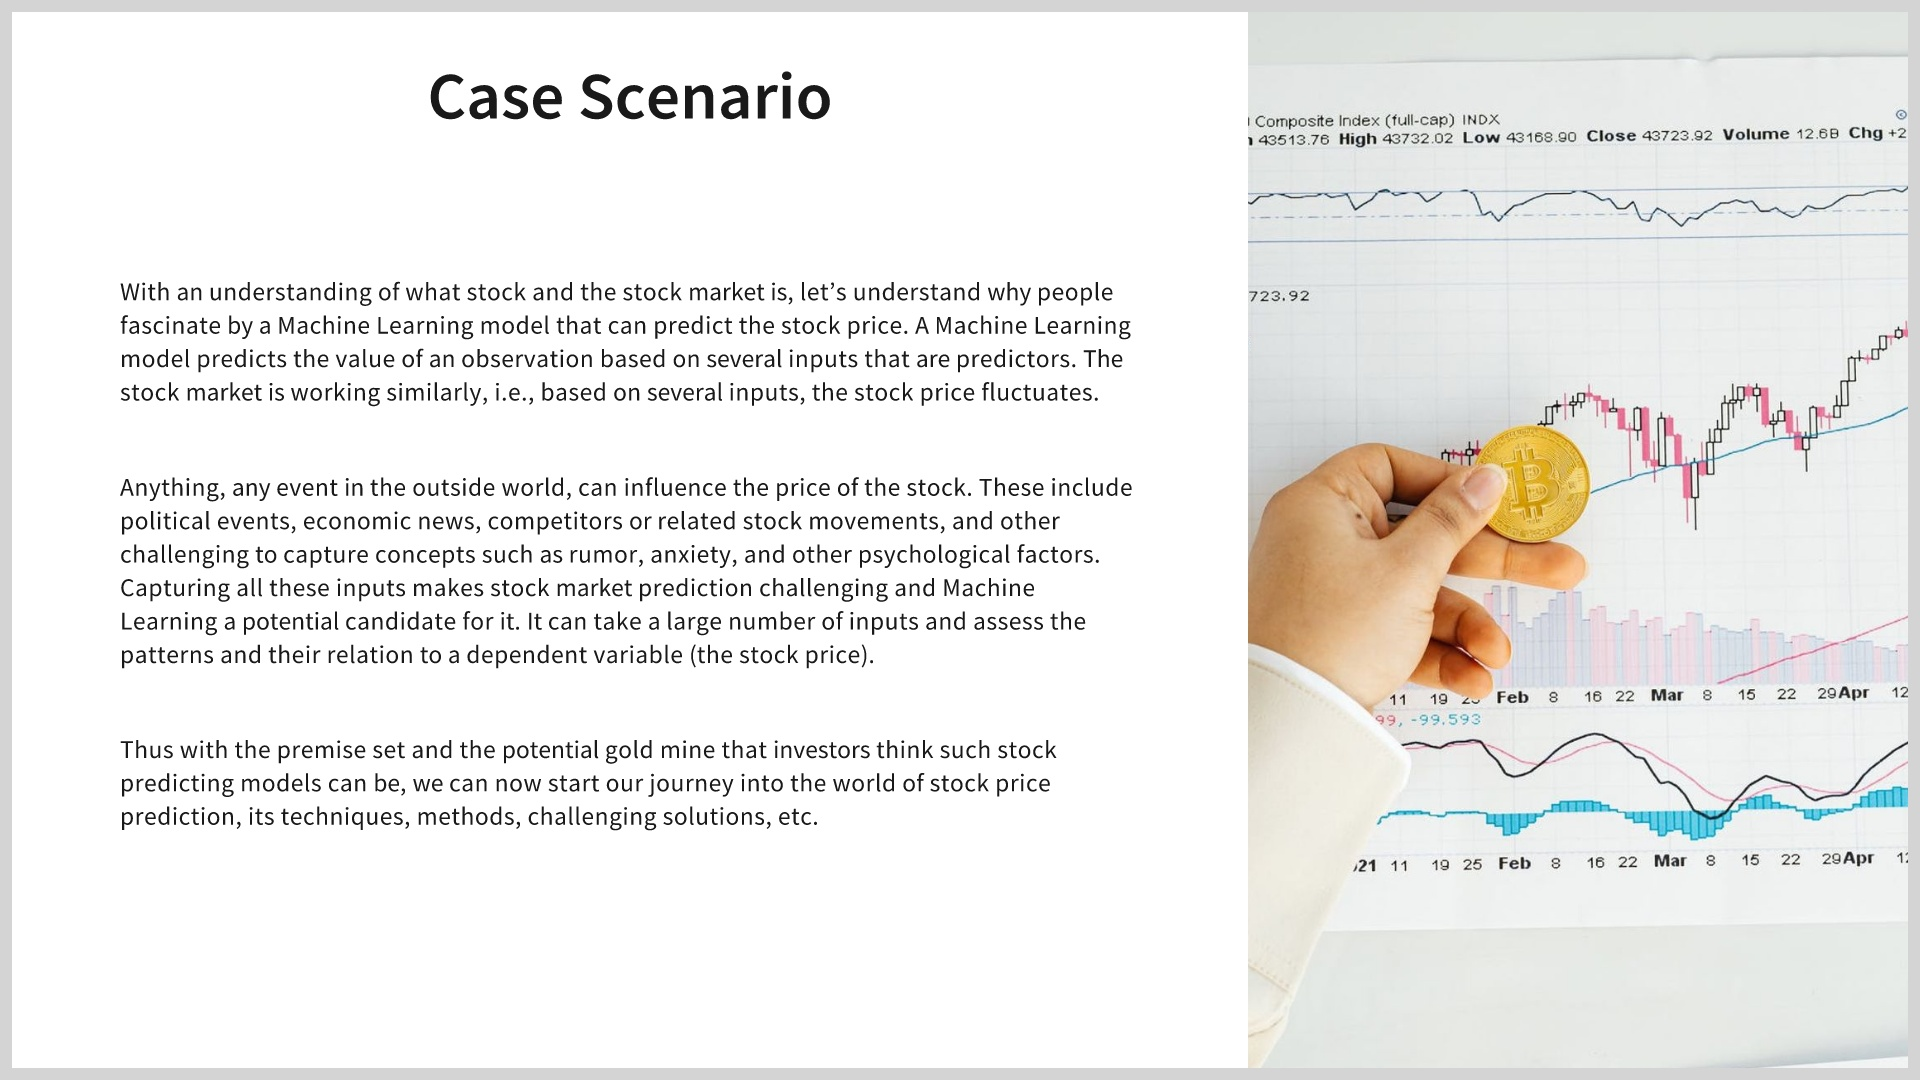 Case Scenario
With an understanding of what stock and the stock market is, let’s understand why people
fascinate by a Machine Learning model that can predict the stock price. A Machine Learning
model predicts the value of an observation based on several inputs that are predictors. The
stock market is working similarly, i.e., based on several inputs, the stock price fluctuates.
Anything, any event in the outside world, can influence the price of the stock. These include
political events, economic news, competitors or related stock movements, and other
challenging to capture concepts such as rumor, anxiety, and other psychological factors.
Capturing all these inputs makes stock market prediction challenging and Machine
Learning a potential candidate for it. It can take a large number of inputs and assess the
patterns and their relation to a dependent variable (the stock price).
Thus with the premise set and the potential gold mine that investors think such stock
predicting models can be, we can now start our journey into the world of stock price
prediction, its techniques, methods, challenging solutions, etc.
Composite Index (full-cap) INDX
43513.76 High 43732.02 Low 43168.90 Close 43723.92 Volume 12.6B Chg +2
723.92
11 19 25 Feb 8 16 22 Mar 8 15 22 29 Apr 12
99, -99.593
21 11 19 25 Feb 8 16 22 Mar 8 15 22 29 Apr